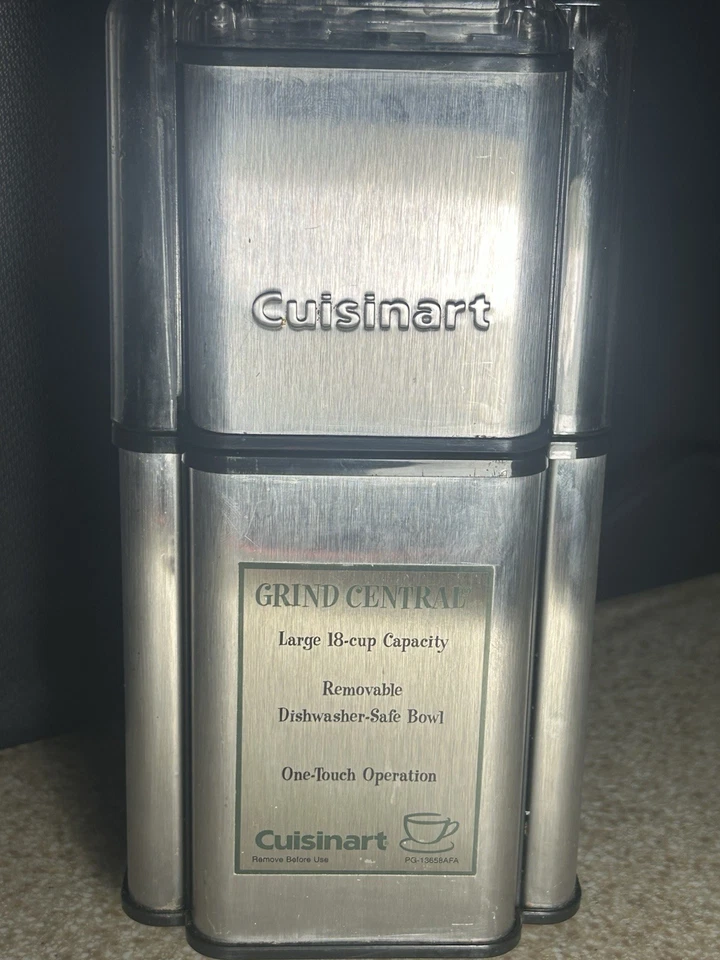 Cuisinart
GRIND CENTRAL
Large 18-cup Capacity
Removable
Dishwasher-Safe Bowl
One-Touch Operation
Cuisinart
Remove Before Use
PG-13658AFA